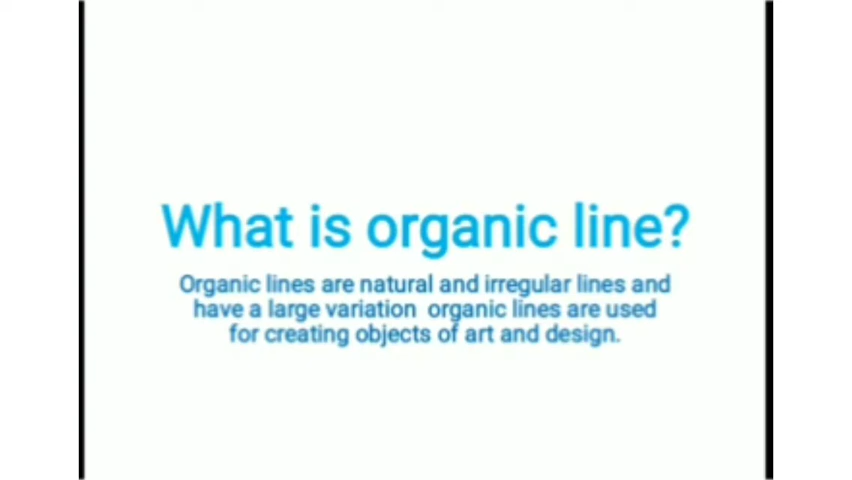 What is organic line?
Organic lines are natural and irregular lines and
have a large variation organic lines are used
for creating objects of art and design.